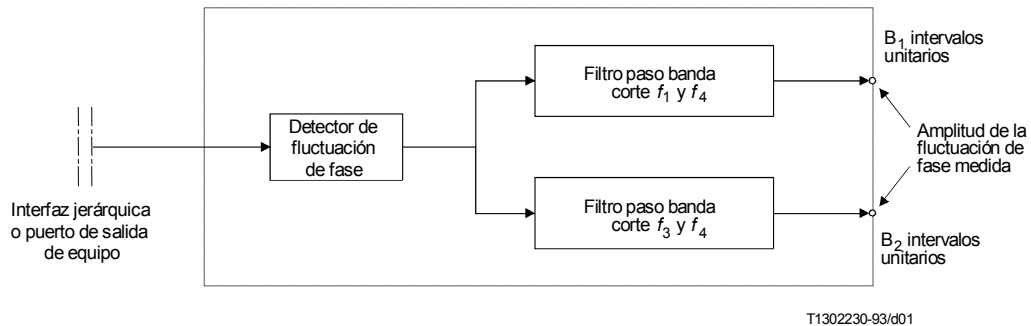 B1 intervalos
unitarios
Filtro paso banda
corte f1 y f4
Detector de
fluctuación
de fase
Amplitud de la
fluctuación de
fase medida
Filtro paso banda
corte f3 y f4
Interfaz jerárquica
o puerto de salida
de equipo
B2 intervalos
unitarios
T1302230-93/d01